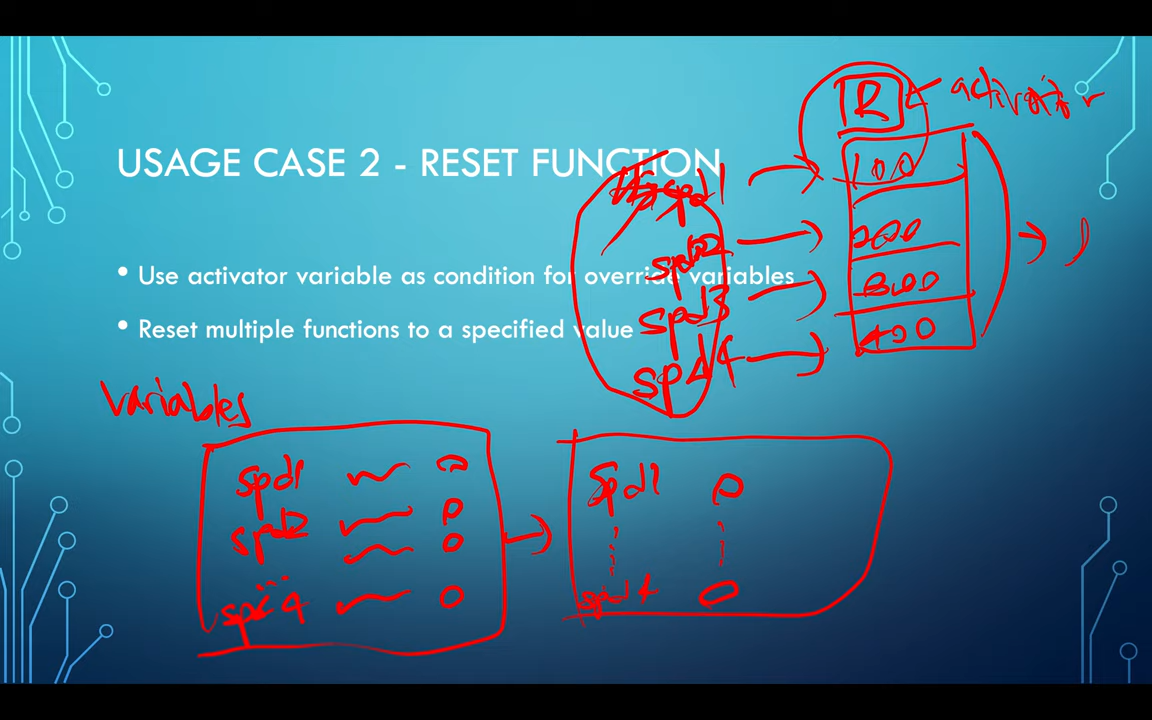 R
activator
100
USAGE CASE 2 - RESET FUNCTION
spd1
spd2
200
• Use activator variable as condition for override variables
spd3
300
• Reset multiple functions to a specified value
400
spd4
variables
spd1 0
spd2 0
0
spd4 0
spd1 0
spd4 0